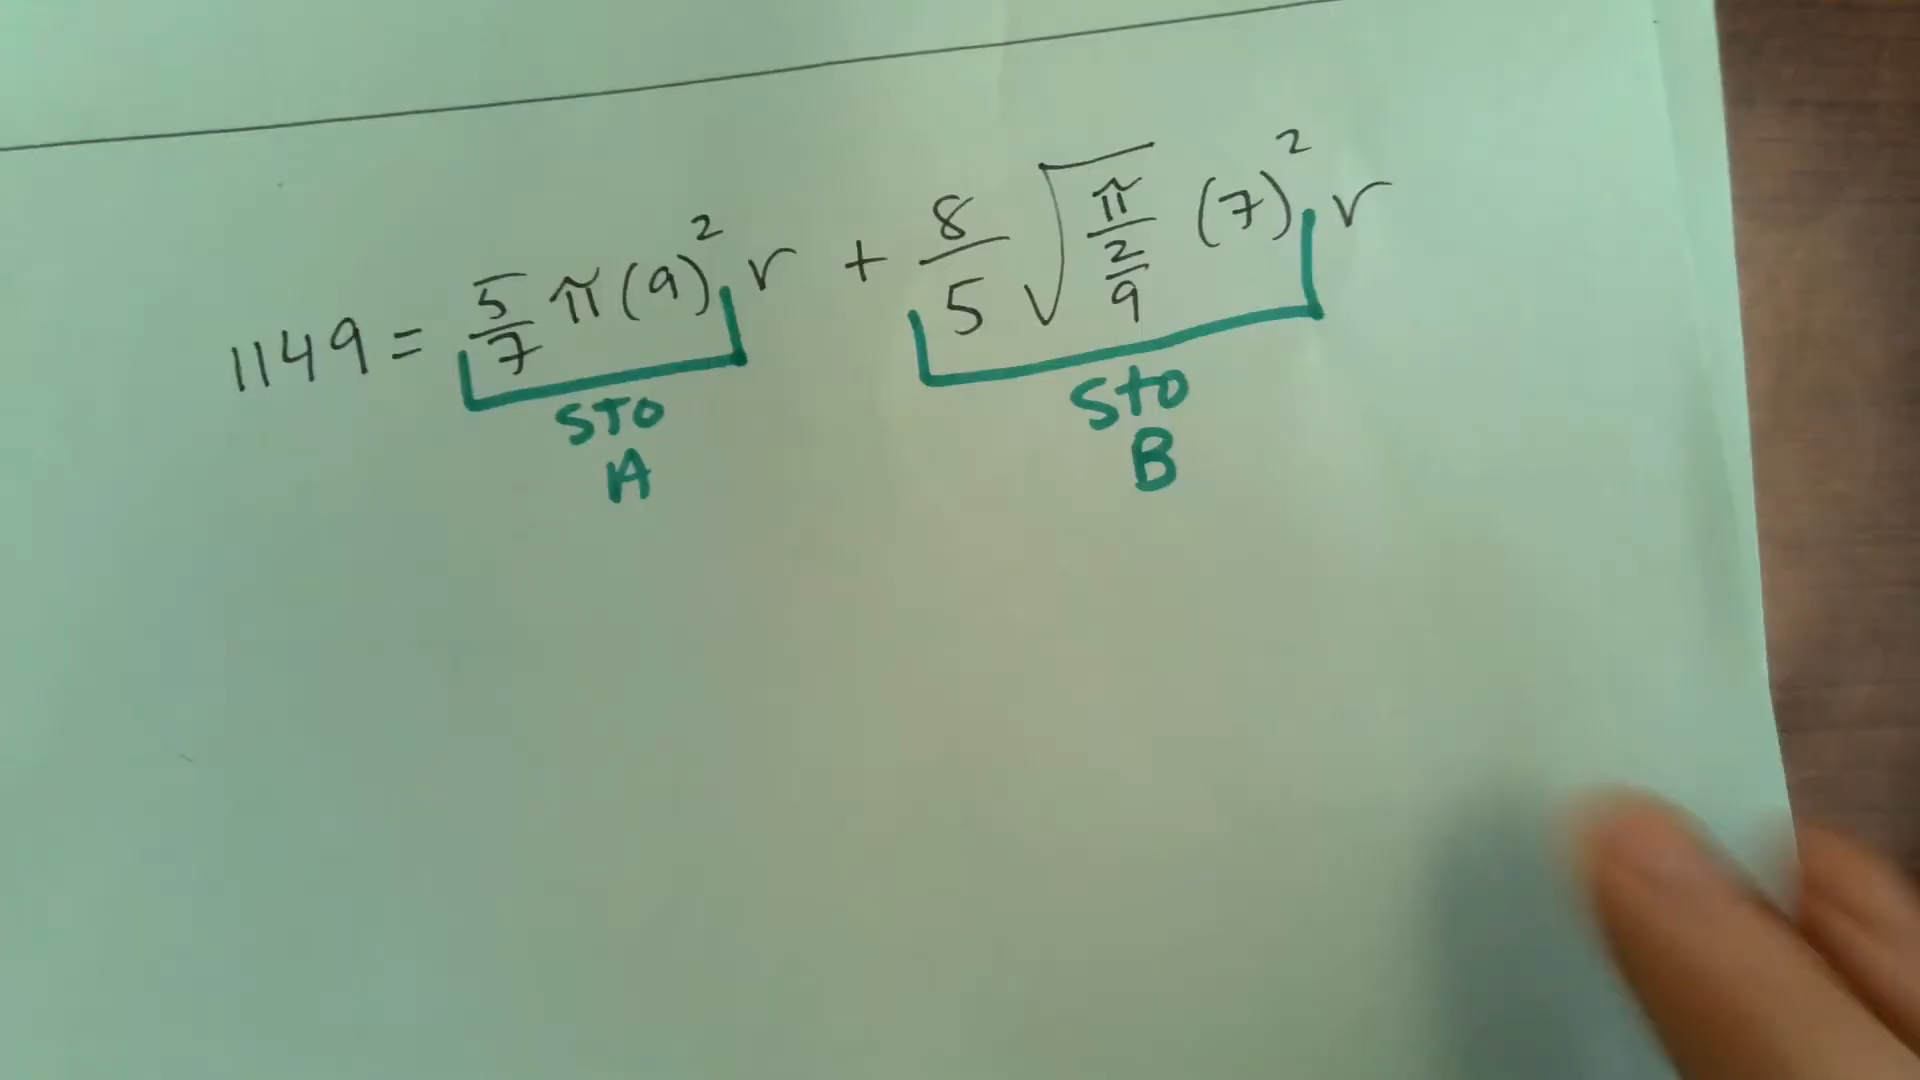 1149 = 5/7 π(9)² r + 8/5 √(π/(2/9)) (7)² r
STO STO
A B